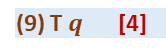 (9) T q [4]